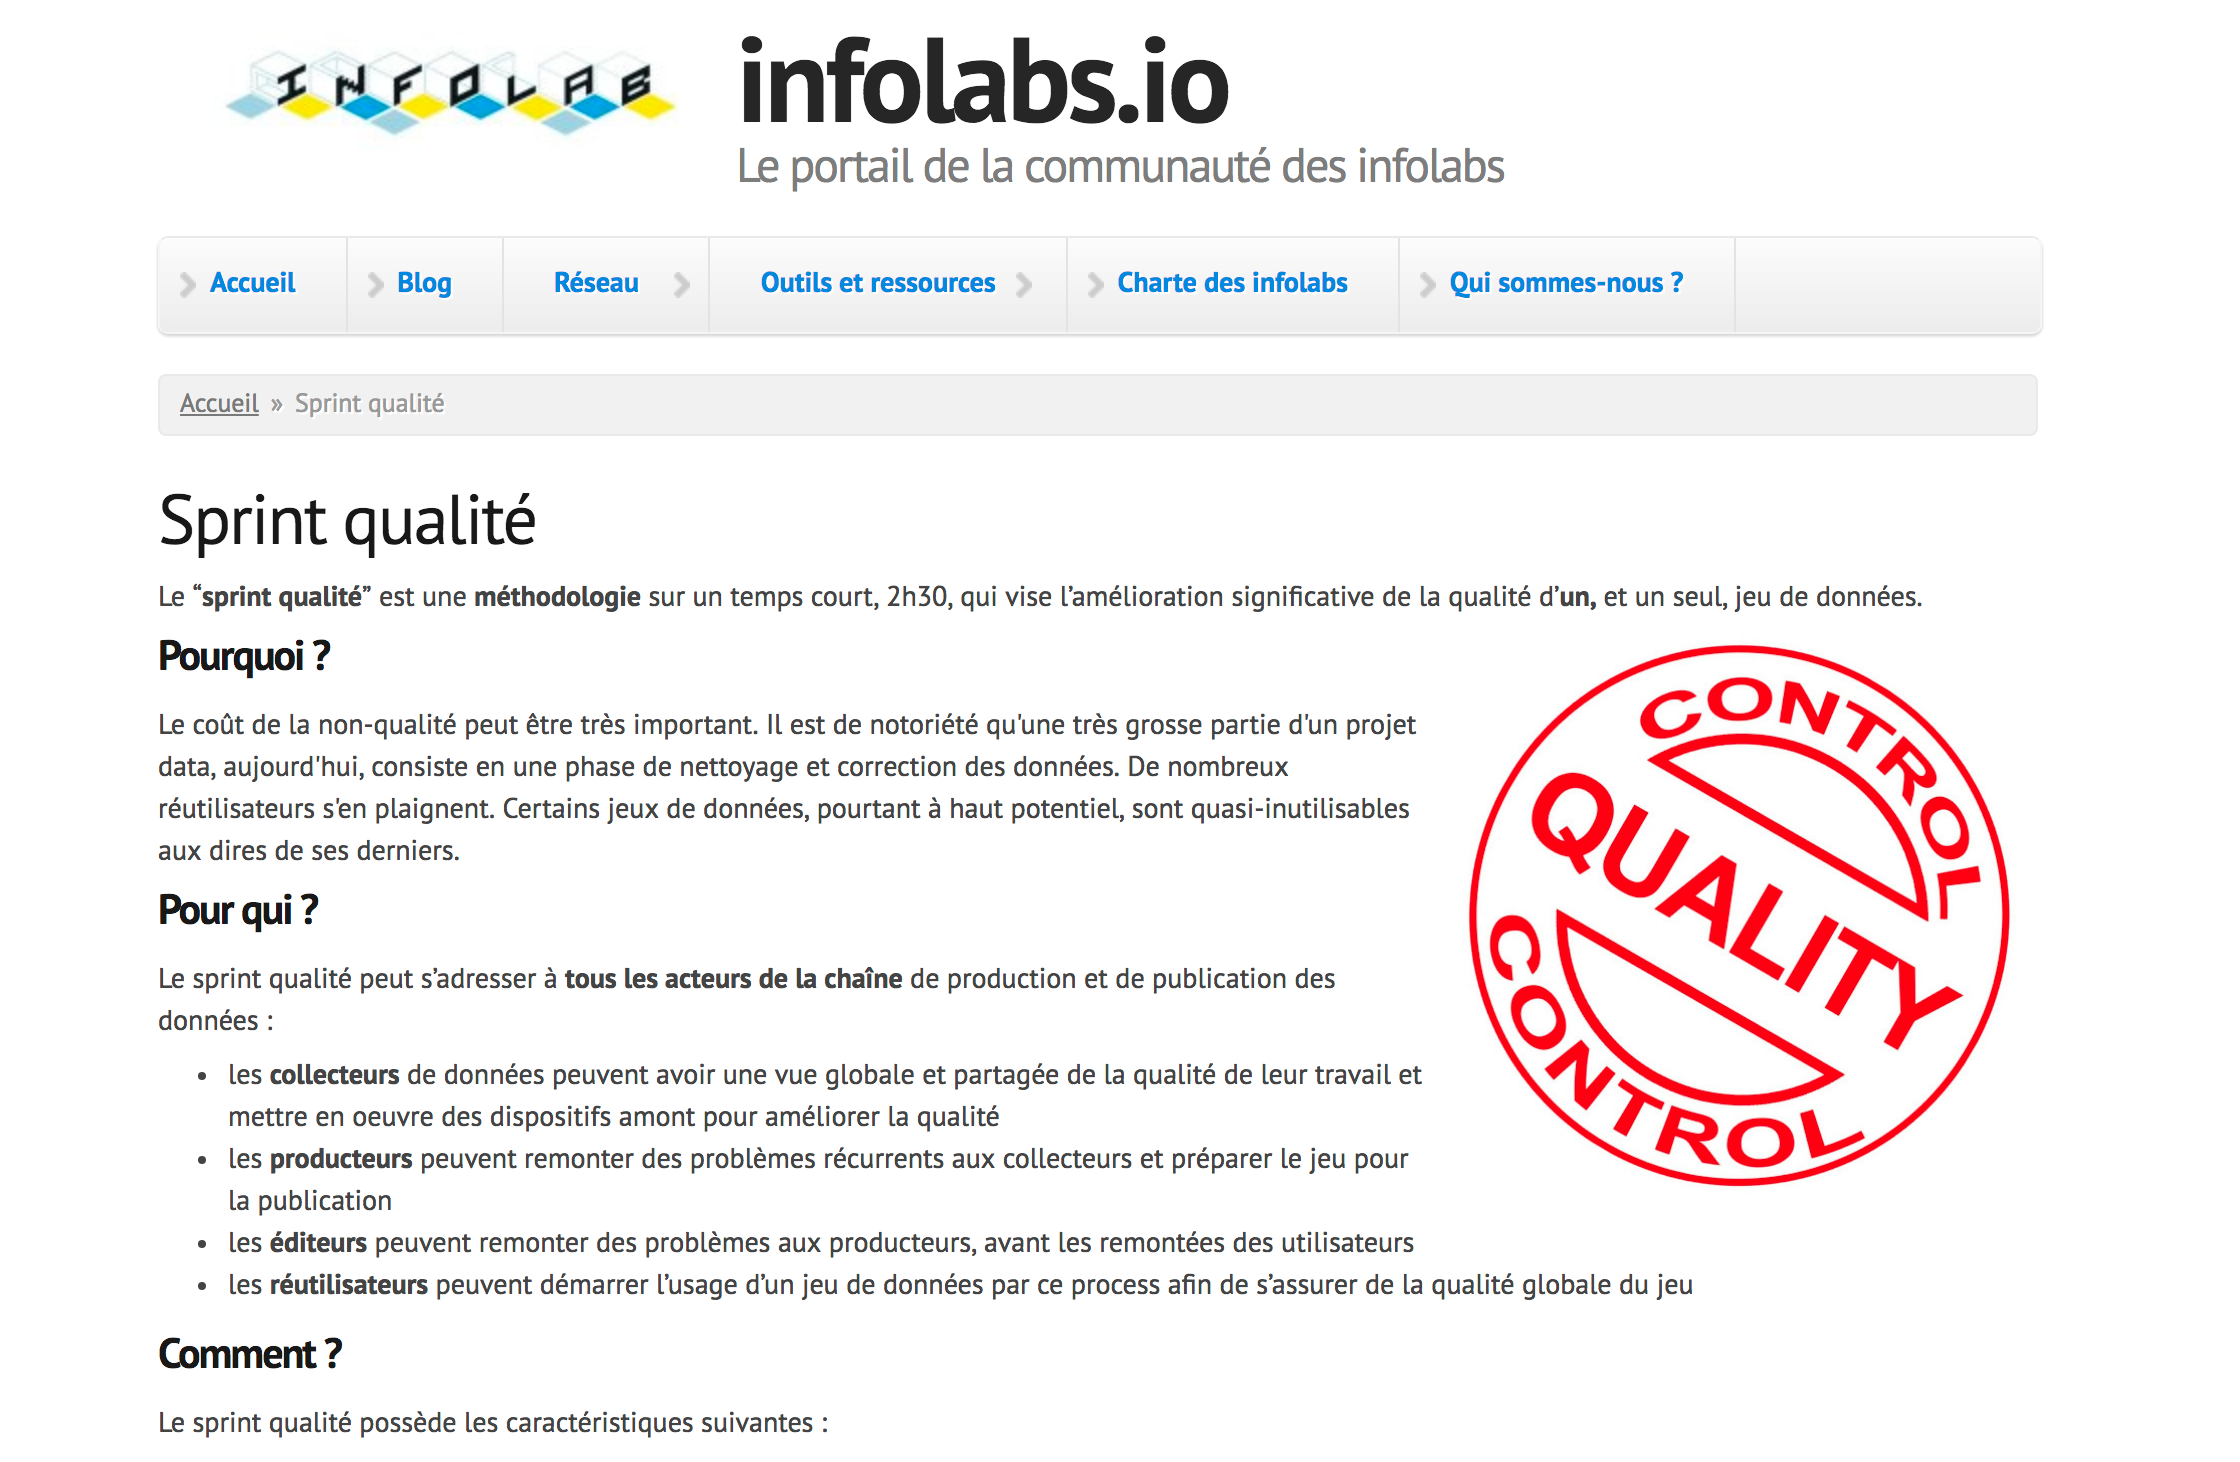 INFOLAB
infolabs.io
Le portail de la communauté des infolabs
Accueil Blog Réseau Outils et ressources Charte des infolabs Qui sommes-nous ?
Accueil » Sprint qualité
Sprint qualité
Le “sprint qualité” est une méthodologie sur un temps court, 2h30, qui vise l’amélioration significative de la qualité d’un, et un seul, jeu de données.
Pourquoi ?
Le coût de la non-qualité peut être très important. Il est de notoriété qu'une très grosse partie d'un projet
data, aujourd'hui, consiste en une phase de nettoyage et correction des données. De nombreux
réutilisateurs s'en plaignent. Certains jeux de données, pourtant à haut potentiel, sont quasi-inutilisables
aux dires de ses derniers.
CONTROL
QUALITY
CONTROL
Pour qui ?
Le sprint qualité peut s’adresser à tous les acteurs de la chaîne de production et de publication des
données :
• les collecteurs de données peuvent avoir une vue globale et partagée de la qualité de leur travail et
mettre en oeuvre des dispositifs amont pour améliorer la qualité
• les producteurs peuvent remonter des problèmes récurrents aux collecteurs et préparer le jeu pour
la publication
• les éditeurs peuvent remonter des problèmes aux producteurs, avant les remontées des utilisateurs
• les réutilisateurs peuvent démarrer l’usage d’un jeu de données par ce process afin de s’assurer de la qualité globale du jeu
Comment ?
Le sprint qualité possède les caractéristiques suivantes :